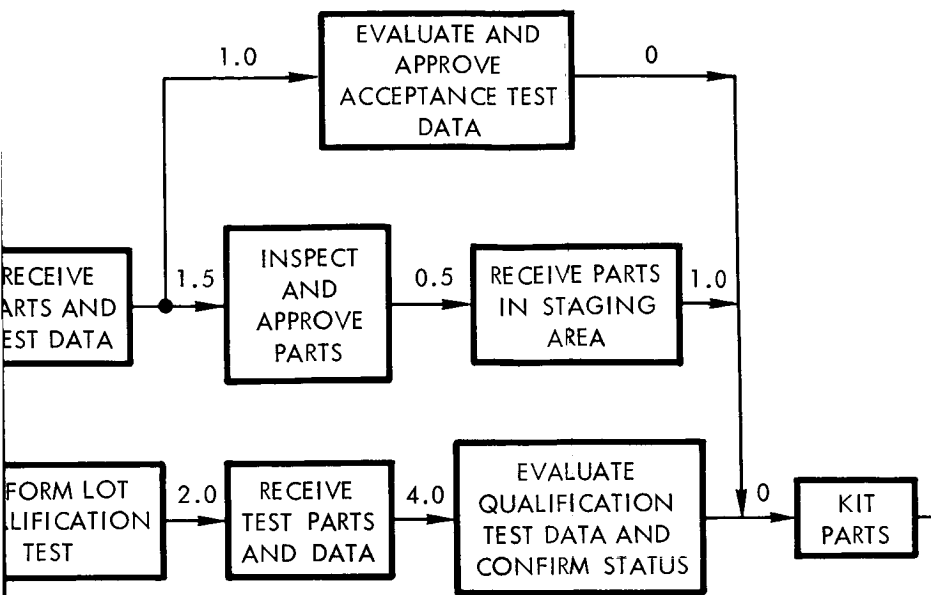 1.0
EVALUATE AND
APPROVE
ACCEPTANCE TEST
DATA
0
RECEIVE
ARTS AND
EST DATA
1.5
INSPECT
AND
APPROVE
PARTS
0.5
RECEIVE PARTS
IN STAGING
AREA
1.0
FORM LOT
LIFICATION
TEST
2.0
RECEIVE
TEST PARTS
AND DATA
4.0
EVALUATE
QUALIFICATION
TEST DATA AND
CONFIRM STATUS
0
KIT
PARTS